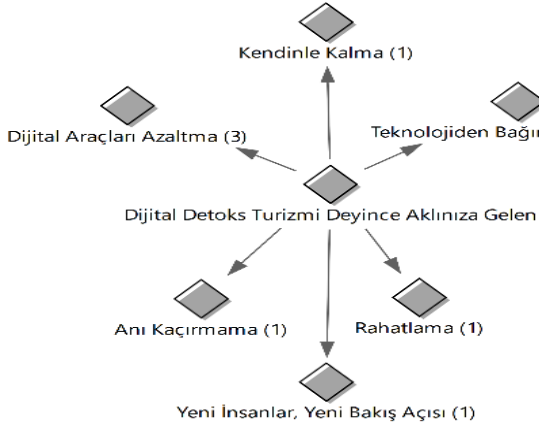 Kendinle Kalma (1)
Dijital Araçları Azaltma (3)
Teknolojiden
Dijital Detoks Turizmi Deyince Aklınıza Gelen
Anı Kaçırmama (1)
Rahatlama (1)
Yeni İnsanlar, Yeni Bakış Açısı (1)